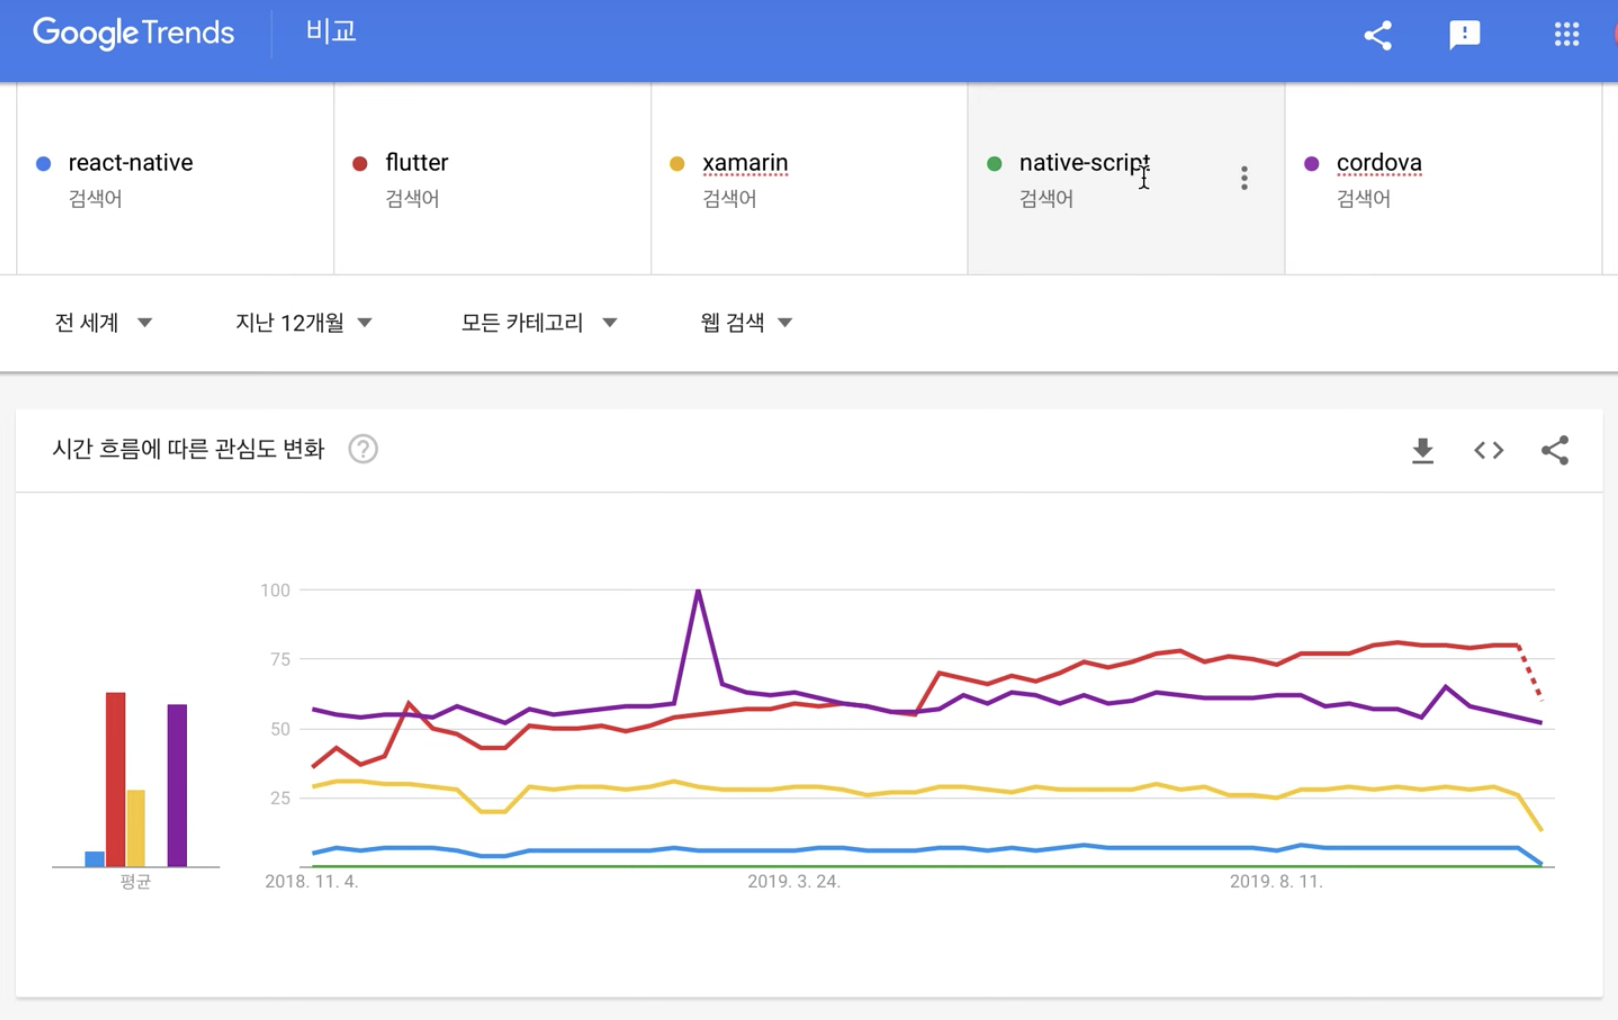 Google Trends 비교
react-native flutter xamarin native-script cordova
검색어 검색어 검색어 검색어 검색어
전 세계 지난 12개월 모든 카테고리 웹 검색
시간 흐름에 따른 관심도 변화 ?
100
75
50
25
평균 2018. 11. 4. 2019. 3. 24. 2019. 8. 11.